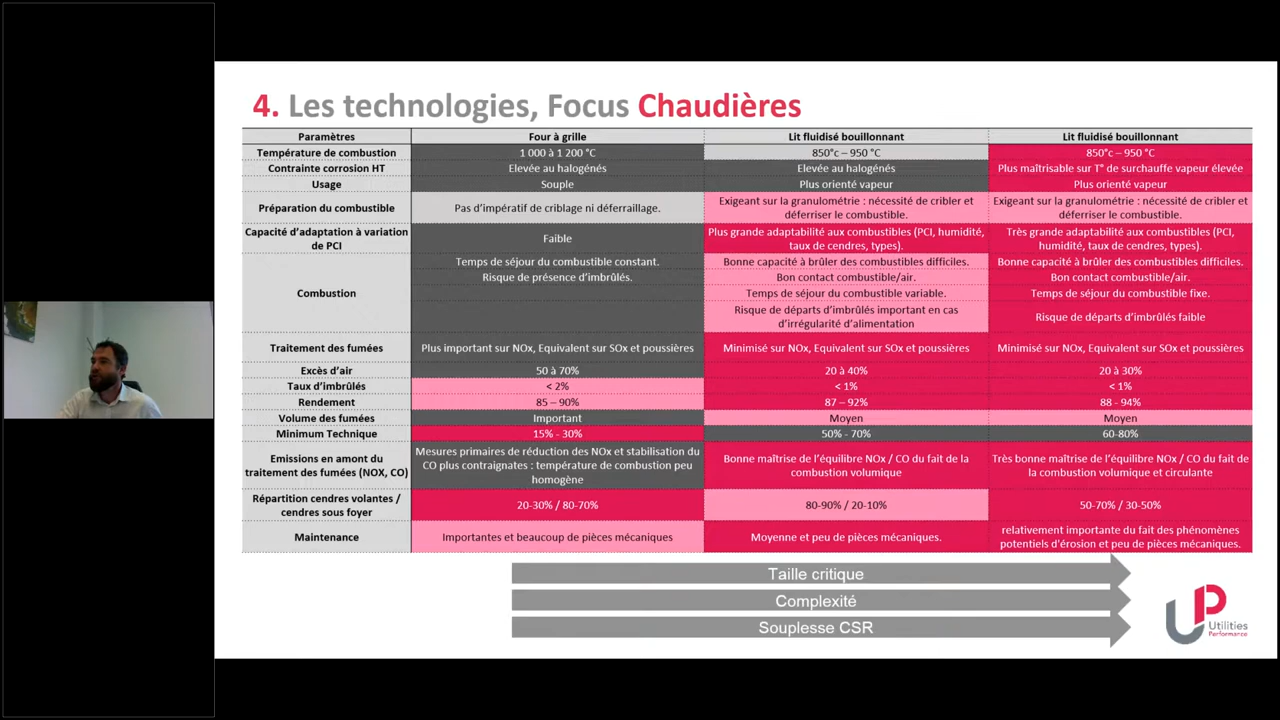 4. Les technologies, Focus Chaudières
Paramètres Four à grille Lit fluidisé bouillonnant Lit fluidisé bouillonnant
Température de combustion 1 000 à 1 200 °C 850°c – 950 °C 850°c – 950 °C
Contrainte corrosion HT Elevée au halogénés Elevée au halogénés Plus maîtrisable sur T° de surchauffe vapeur élevée
Usage Souple Plus orienté vapeur Plus orienté vapeur
Préparation du combustible
Pas d'impératif de criblage ni déferraillage.
Exigeant sur la granulométrie : nécessité de cribler et
déferriser le combustible.
Exigeant sur la granulométrie : nécessité de cribler et
déferriser le combustible.
Capacité d'adaptation à variation
de PCI
Faible
Plus grande adaptabilité aux combustibles (PCI, humidité,
taux de cendres, types).
Très grande adaptabilité aux combustibles (PCI,
humidité, taux de cendres, types).
Combustion
Temps de séjour du combustible constant.
Risque de présence d'imbrûlés.
Bonne capacité à brûler des combustibles difficiles.
Bon contact combustible/air.
Temps de séjour du combustible variable.
Risque de départs d'imbrûlés important en cas
d'irrégularité d'alimentation
Bonne capacité à brûler des combustibles difficiles.
Bon contact combustible/air.
Temps de séjour du combustible fixe.
Risque de départs d'imbrûlés faible
Traitement des fumées Plus important sur NOx, Equivalent sur SOx et poussières Minimisé sur NOx, Equivalent sur SOx et poussières Minimisé sur NOx, Equivalent sur SOx et poussières
Excès d'air 50 à 70% 20 à 40% 20 à 30%
Taux d'imbrûlés < 2% < 1% < 1%
Rendement 85 – 90% 87 – 92% 88 - 94%
Volume des fumées Important Moyen Moyen
Minimum Technique 15% - 30% 50% - 70% 60-80%
Emissions en amont du
traitement des fumées (NOX, CO)
Mesures primaires de réduction des NOx et stabilisation du
CO plus contraignates : température de combustion peu
homogène
Bonne maîtrise de l'équilibre NOx / CO du fait de la
combustion volumique
Très bonne maîtrise de l'équilibre NOx / CO du fait de
la combustion volumique et circulante
Répartition cendres volantes /
cendres sous foyer
20-30% / 80-70%
80-90% / 20-10%
50-70% / 30-50%
Maintenance
Importantes et beaucoup de pièces mécaniques
Moyenne et peu de pièces mécaniques.
relativement importante du fait des phénomènes
potentiels d'érosion et peu de pièces mécaniques.
Taille critique
Complexité
Souplesse CSR
UP
Utilities
Performance